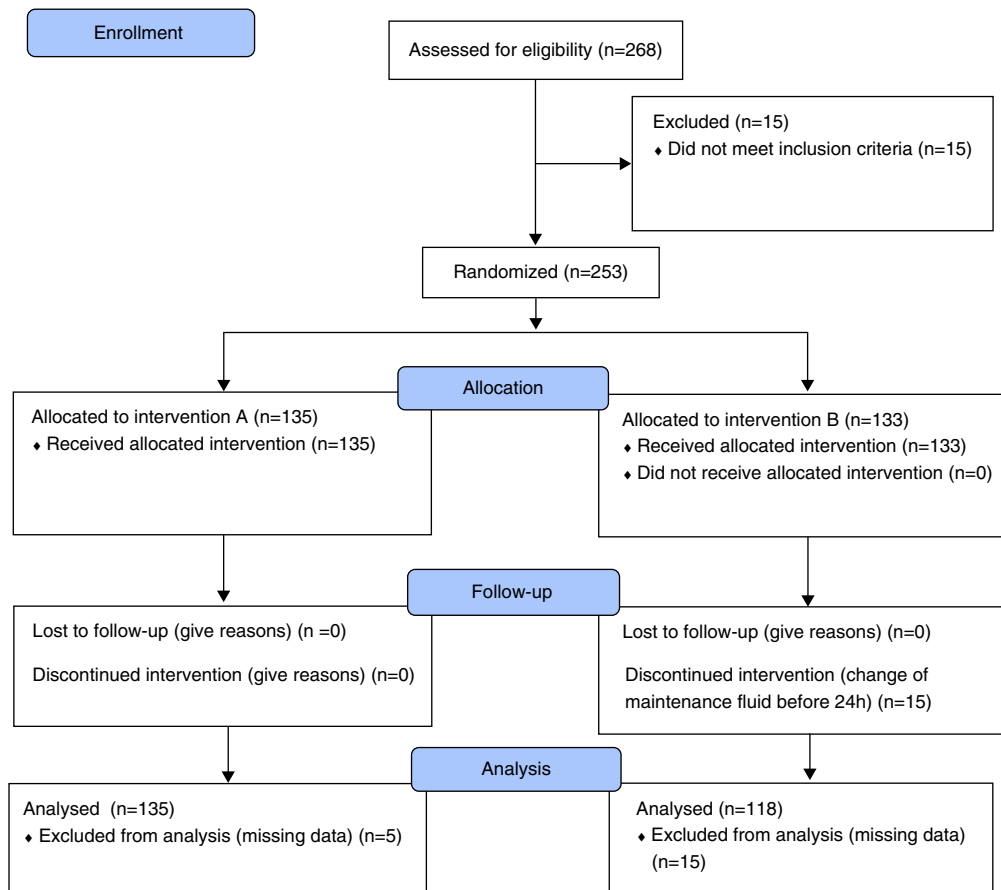 Enrollment
Assessed for eligibility (n=268)
Excluded (n=15)
♦ Did not meet inclusion criteria (n=15)
Randomized (n=253)
Allocation
Allocated to intervention A (n=135)
♦ Received allocated intervention (n=135)
Allocated to intervention B (n=133)
♦ Received allocated intervention (n=133)
♦ Did not receive allocated intervention (n=0)
Follow-up
Lost to follow-up (give reasons) (n =0)
Discontinued intervention (give reasons) (n=0)
Lost to follow-up (give reasons) (n=0)
Discontinued intervention (change of
maintenance fluid before 24h) (n=15)
Analysis
Analysed (n=135)
♦ Excluded from analysis (missing data) (n=5)
Analysed (n=118)
♦ Excluded from analysis (missing data)
(n=15)